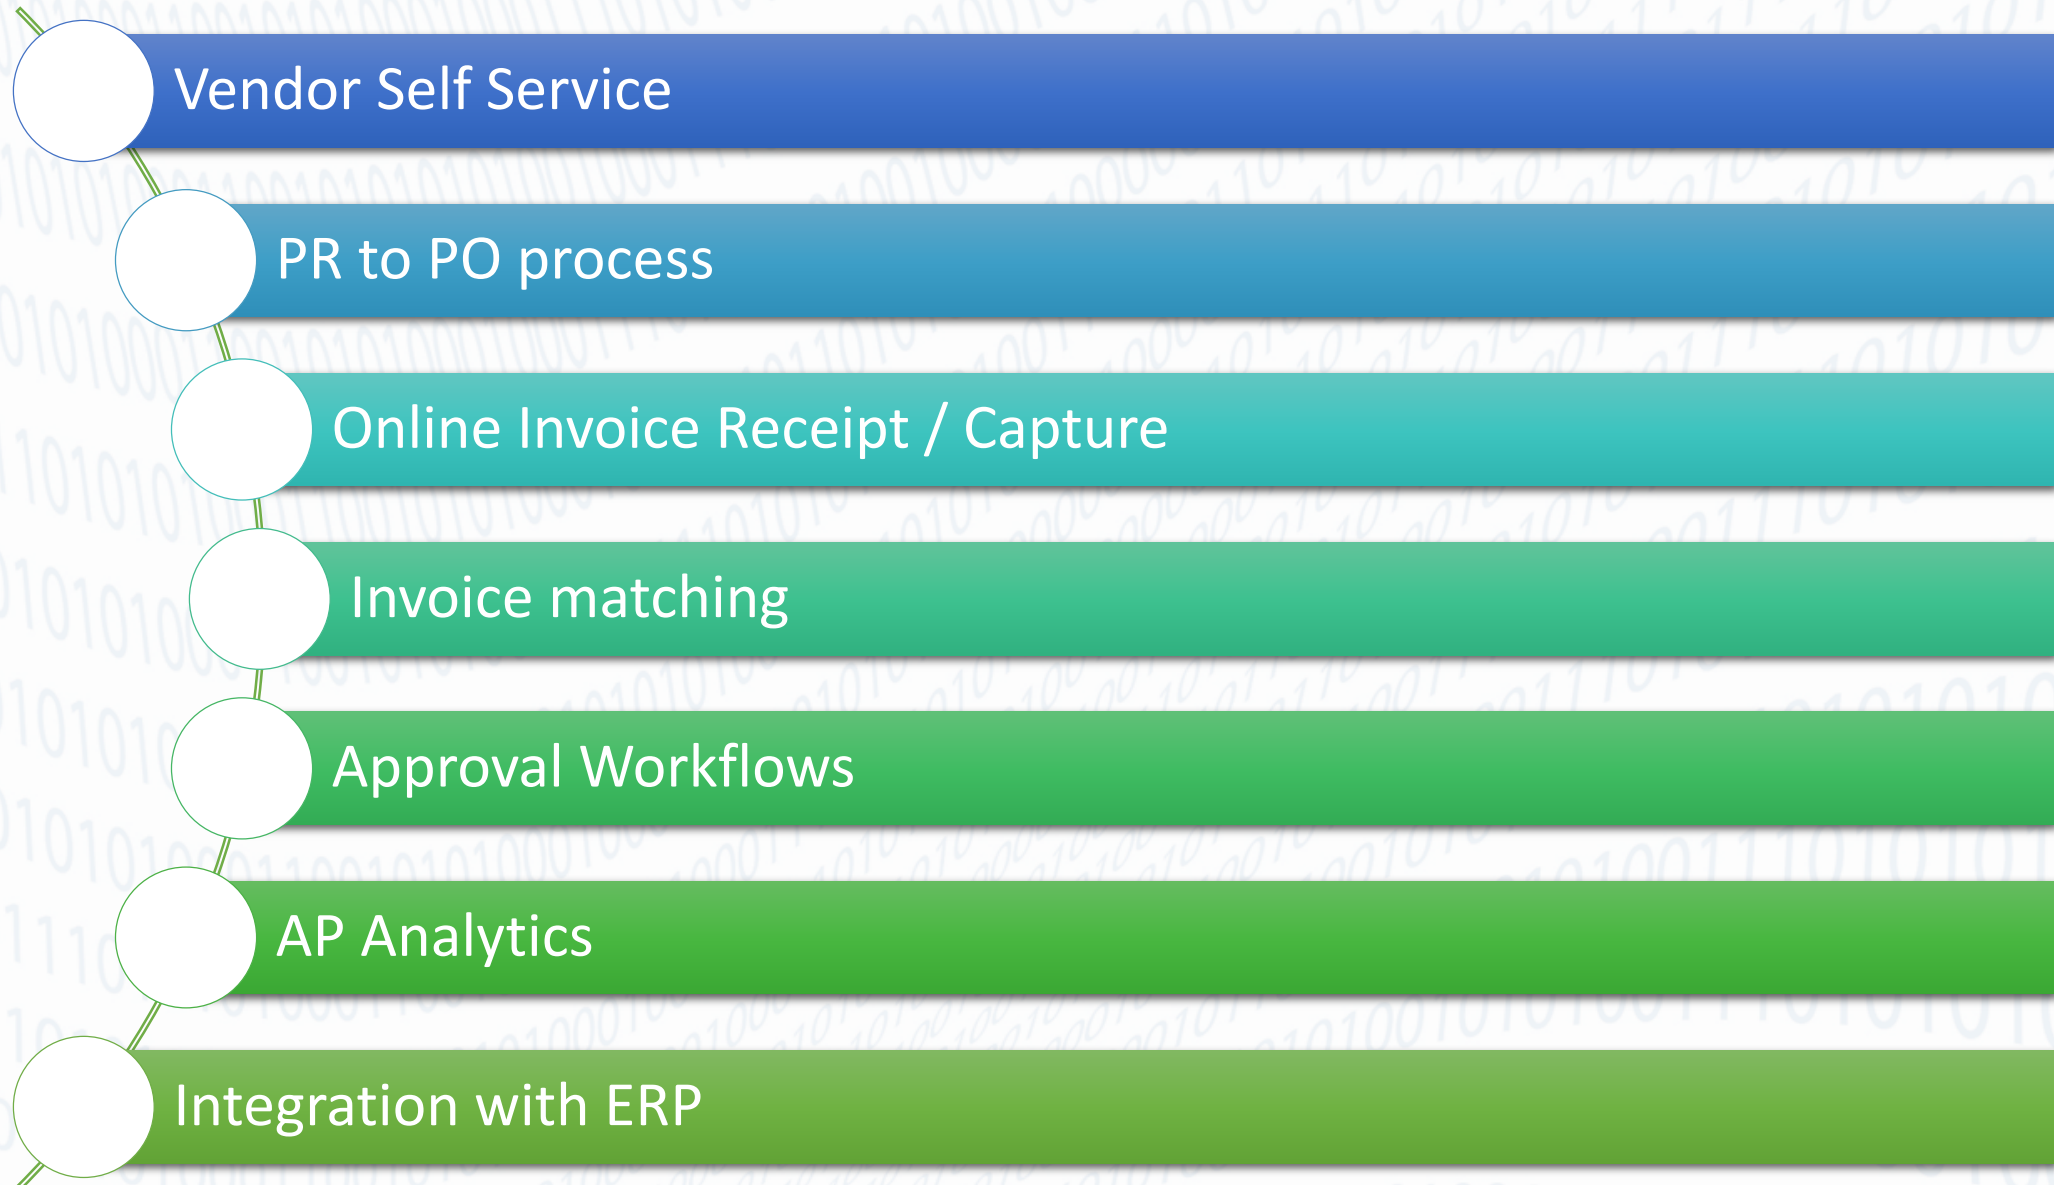 Vendor Self Service
PR to PO process
Online Invoice Receipt / Capture
Invoice matching
Approval Workflows
AP Analytics
Integration with ERP